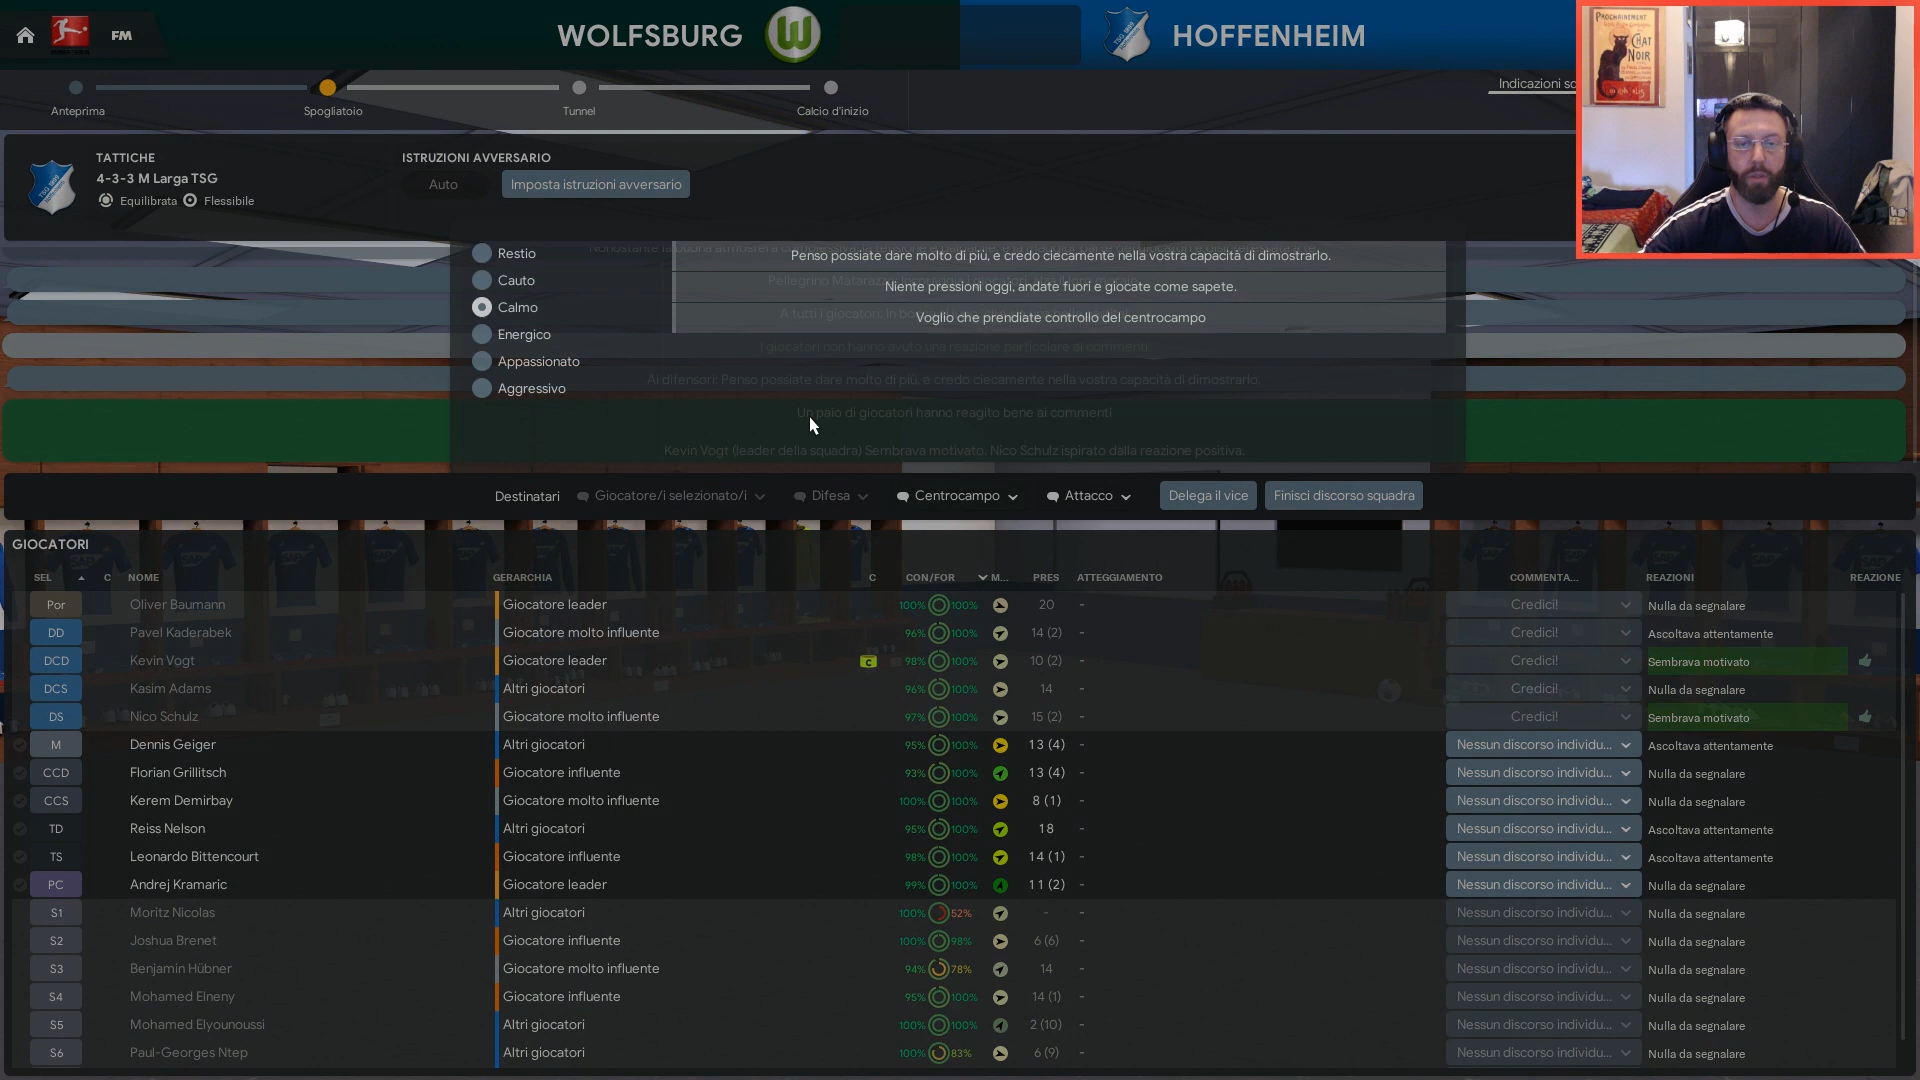 FM
WOLFSBURG
HOFFENHEIM
Anteprima
Spogliatoio
Tunnel
Calcio d'inizio
Indicazioni
PROCHAINEMENT
CHAT
NOIR
TATTICHE
4-3-3 M Larga TSG
Equilibrata Flessibile
ISTRUZIONI AVVERSARIO
Auto
Imposta istruzioni avversario
Restio
Cauto
Calmo
Energico
Appassionato
Aggressivo
Penso possiate dare molto di più, e credo ciecamente nella vostra capacità di dimostrarlo.
Niente pressioni oggi, andate fuori e giocate come sapete.
Voglio che prendiate controllo del centrocampo
I giocatori non hanno avuto una reazione particolare ai commenti
Ai difensori: Penso possiate dare molto di più, e credo ciecamente nella vostra capacità di dimostrarlo.
Un paio di giocatori hanno reagito bene ai commenti
Kevin Vogt (leader della squadra) Sembrava motivato. Nico Schulz ispirato dalla reazione positiva.
Destinatari Giocatore/i selezionato/i Difesa Centrocampo Attacco Delega il vice Finisci discorso squadra
GIOCATORI
SEL C NOME GERARCHIA C CON/FOR M... PRES ATTEGGIAMENTO COMMENTA... REAZIONI REAZIONE
Por Oliver Baumann Giocatore leader 100% 100% 20 - Credici! Nulla da segnalare
DD Pavel Kaderabek Giocatore molto influente 96% 100% 14 (2) - Credici! Ascoltava attentamente
DCD Kevin Vogt Giocatore leader C 98% 100% 10 (2) - Credici! Sembrava motivato
DCS Kasim Adams Altri giocatori 96% 100% 14 - Credici! Nulla da segnalare
DS Nico Schulz Giocatore molto influente 97% 100% 15 (2) - Credici! Sembrava motivato
M Dennis Geiger Altri giocatori 95% 100% 13 (4) - Nessun discorso individu... Ascoltava attentamente
CCD Florian Grillitsch Giocatore influente 93% 100% 13 (4) - Nessun discorso individu... Nulla da segnalare
CCS Kerem Demirbay Giocatore molto influente 100% 100% 8 (1) - Nessun discorso individu... Nulla da segnalare
TD Reiss Nelson Altri giocatori 95% 100% 18 - Nessun discorso individu... Ascoltava attentamente
TS Leonardo Bittencourt Giocatore influente 98% 100% 14 (1) - Nessun discorso individu... Ascoltava attentamente
PC Andrej Kramaric Giocatore leader 99% 100% 11 (2) - Nessun discorso individu... Nulla da segnalare
S1 Moritz Nicolas Altri giocatori 100% 52% - - Nessun discorso individu... Nulla da segnalare
S2 Joshua Brenet Giocatore influente 100% 98% 6 (6) - Nessun discorso individu... Nulla da segnalare
S3 Benjamin Hübner Giocatore molto influente 94% 78% 14 - Nessun discorso individu... Nulla da segnalare
S4 Mohamed Elneny Giocatore influente 95% 100% 14 (1) - Nessun discorso individu... Nulla da segnalare
S5 Mohamed Elyounoussi Altri giocatori 100% 100% 2 (10) - Nessun discorso individu... Nulla da segnalare
S6 Paul-Georges Ntep Altri giocatori 100% 83% 6 (9) - Nessun discorso individu... Nulla da segnalare